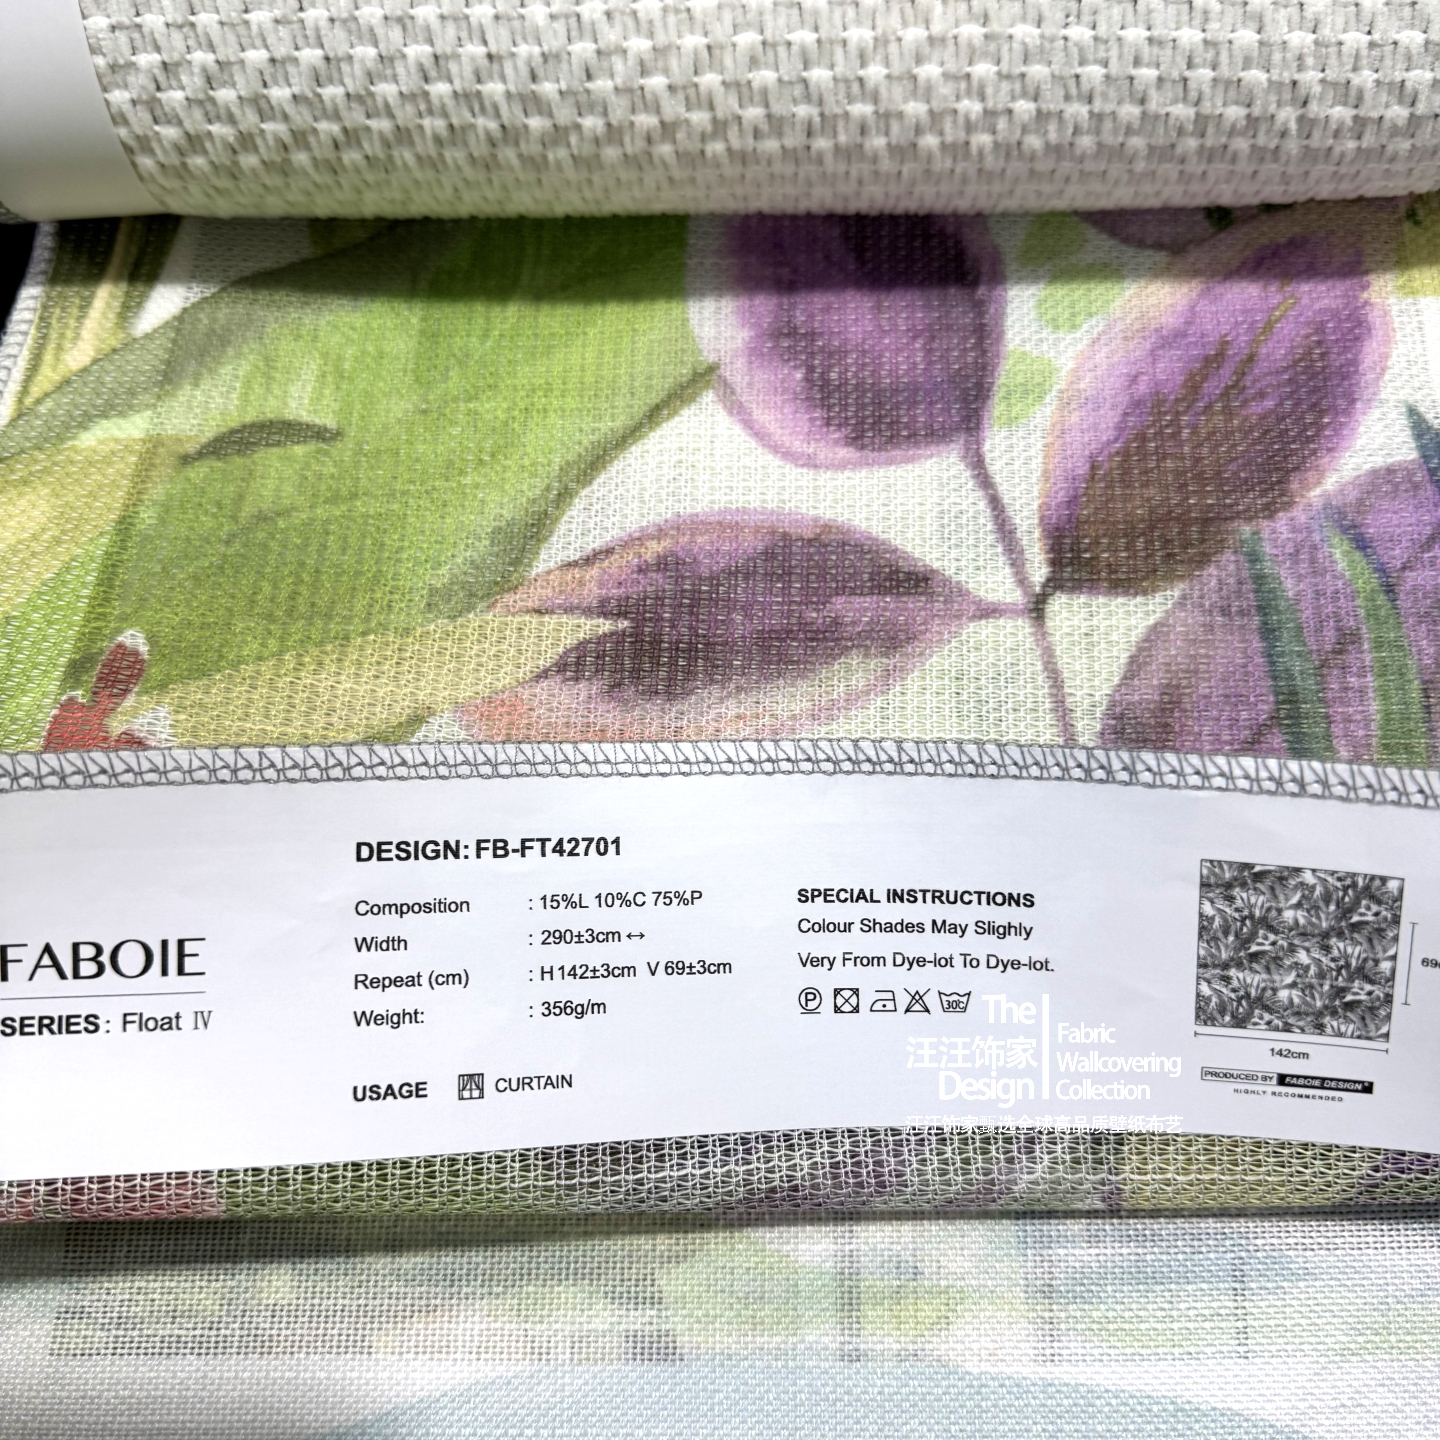 FABOIE
SERIES: Float IV
DESIGN: FB-FT42701
Composition : 15%L 10%C 75%P
Width : 290±3cm ↔
Repeat (cm) : H142±3cm V 69±3cm
Weight: : 356g/m
USAGE CURTAIN
SPECIAL INSTRUCTIONS
Colour Shades May Slighly
Very From Dye-lot To Dye-lot.
P 30℃
142cm
PRODUCED BY FABOIE DESIGN®
HIGHLY RECOMMENDED
The
汪汪饰家
Design
Fabric
Wallcovering
Collection
汪汪饰家甄选全球高品质壁纸布艺